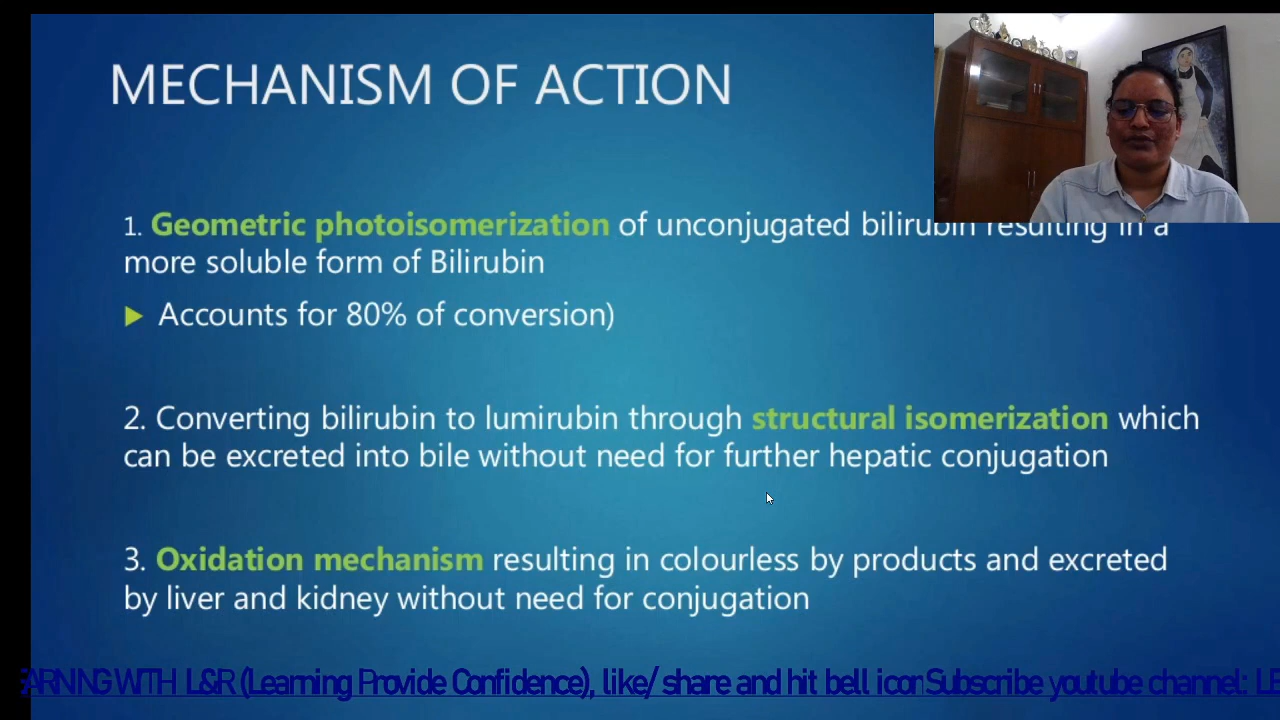 MECHANISM OF ACTION
1. Geometric photoisomerization of unconjugated bilirubin resulting in a
more soluble form of Bilirubin
Accounts for 80% of conversion)
2. Converting bilirubin to lumirubin through structural isomerization which
can be excreted into bile without need for further hepatic conjugation
3. Oxidation mechanism resulting in colourless by products and excreted
by liver and kidney without need for conjugation
EARNING WITH L&R (Learning Provide Confidence), like/ share and hit bell icon Subscribe youtube channel: LE